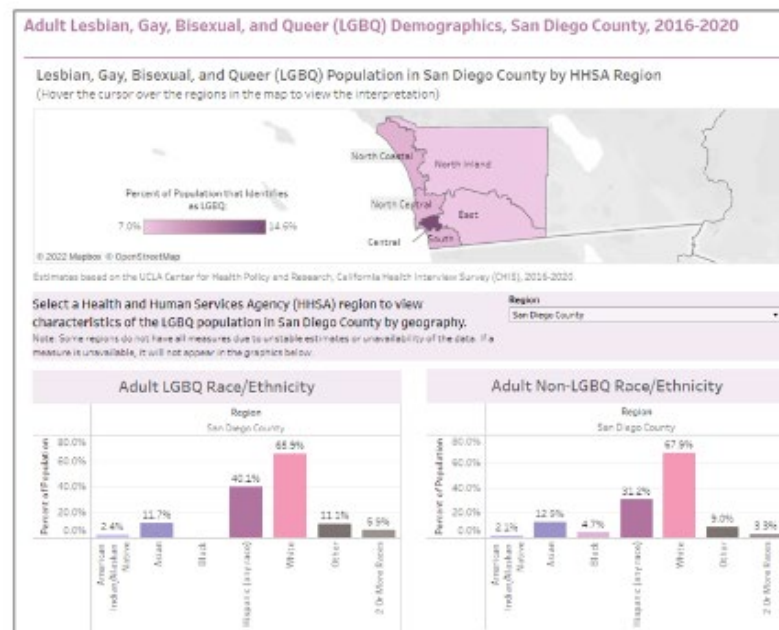 Adult Lesbian, Gay, Bisexual, and Queer (LGBQ) Demographics, San Diego County, 2016-2020
Lesbian, Gay, Bisexual, and Queer (LGBQ) Population in San Diego County by HHSA Region
(Hover the cursor over the regions in the map to view the interpretation)
North Coastal
North Inland
Percent of Population that Identifies
as LGBQ:
North Central
East
7.0%
14.6%
Central
South
© 2022 Mapbox © OpenStreetMap
Estimates based on the UCLA Center for Health Policy and Research, California Health Interview Survey (CHIS), 2016-2020
Select a Health and Human Services Agency (HHSA) region to view
characteristics of the LGBQ population in San Diego County by geography.
Note: Some regions do not have all measures due to unstable estimates or unavailability of the data. If a
measure is unavailable, it will not appear in the graphics below.
Region
San Diego County
Adult LGBQ Race/Ethnicity
Region
San Diego County
Percent of Population
80.0%
60.0%
40.0%
20.0%
0.0%
2.4%
11.7%
40.1%
11.1%
American
Indian/Alaskan
Native
Asian
Black
Hispanic (any race)
White
Other
2 Or More Races
Adult Non-LGBQ Race/Ethnicity
Region
San Diego County
Percent of Population
80.0%
60.0%
40.0%
20.0%
0.0%
2.1%
4.7%
31.2%
67.9%
9.0%
3.3%
American
Indian/Alaskan
Native
Asian
Black
Hispanic (any race)
White
Other
2 Or More Races